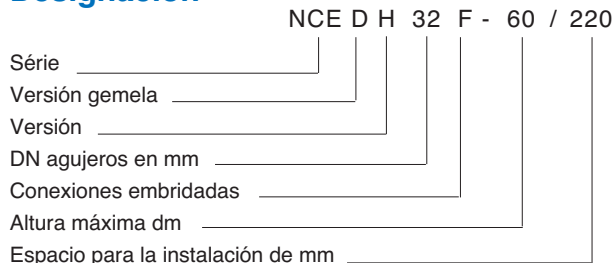 Designación
NCE D H 32 F - 60 / 220
Série
Versión gemela
Versión
DN agujeros en mm
Conexiones embridadas
Altura máxima dm
Espacio para la instalación de mm